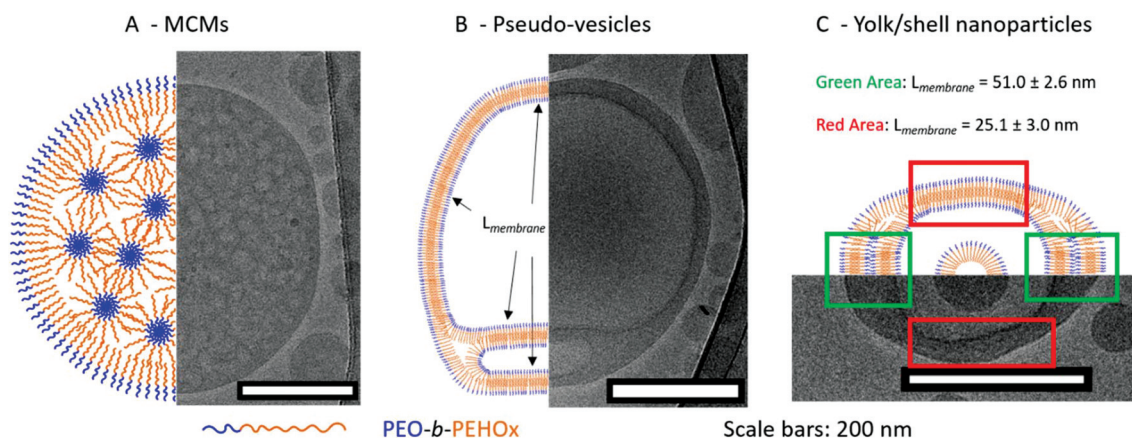 A - MCMs
B - Pseudo-vesicles
C - Yolk/shell nanoparticles
Green Area: Lmembrane = 51.0 ± 2.6 nm
Red Area: Lmembrane = 25.1 ± 3.0 nm
Lmembrane
PEO-b-PEHOx
Scale bars: 200 nm